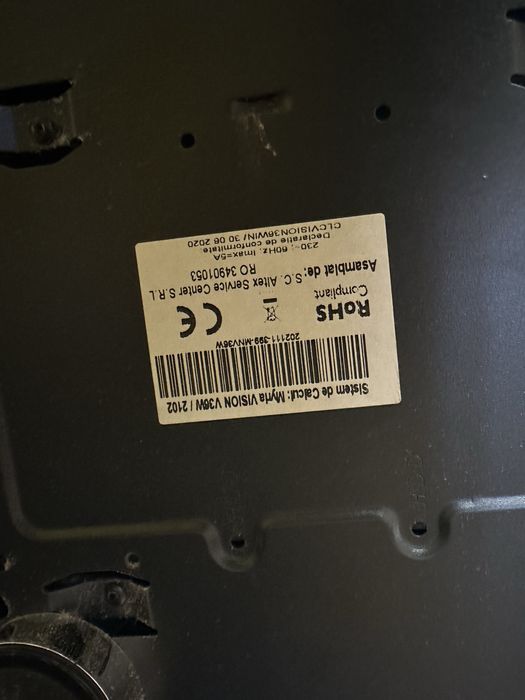 Sistem de Calcul: Myria VISION V36W / 2102
202111-399-MNV36W
RoHS
Compliant
CE
Asamblat de: S.C. Altex Service Center S.R.L
RO 34901053
230~, 60Hz, Imax=5A
Declaratie de conformitate
CLCVISION36WIN/ 30 06 2020